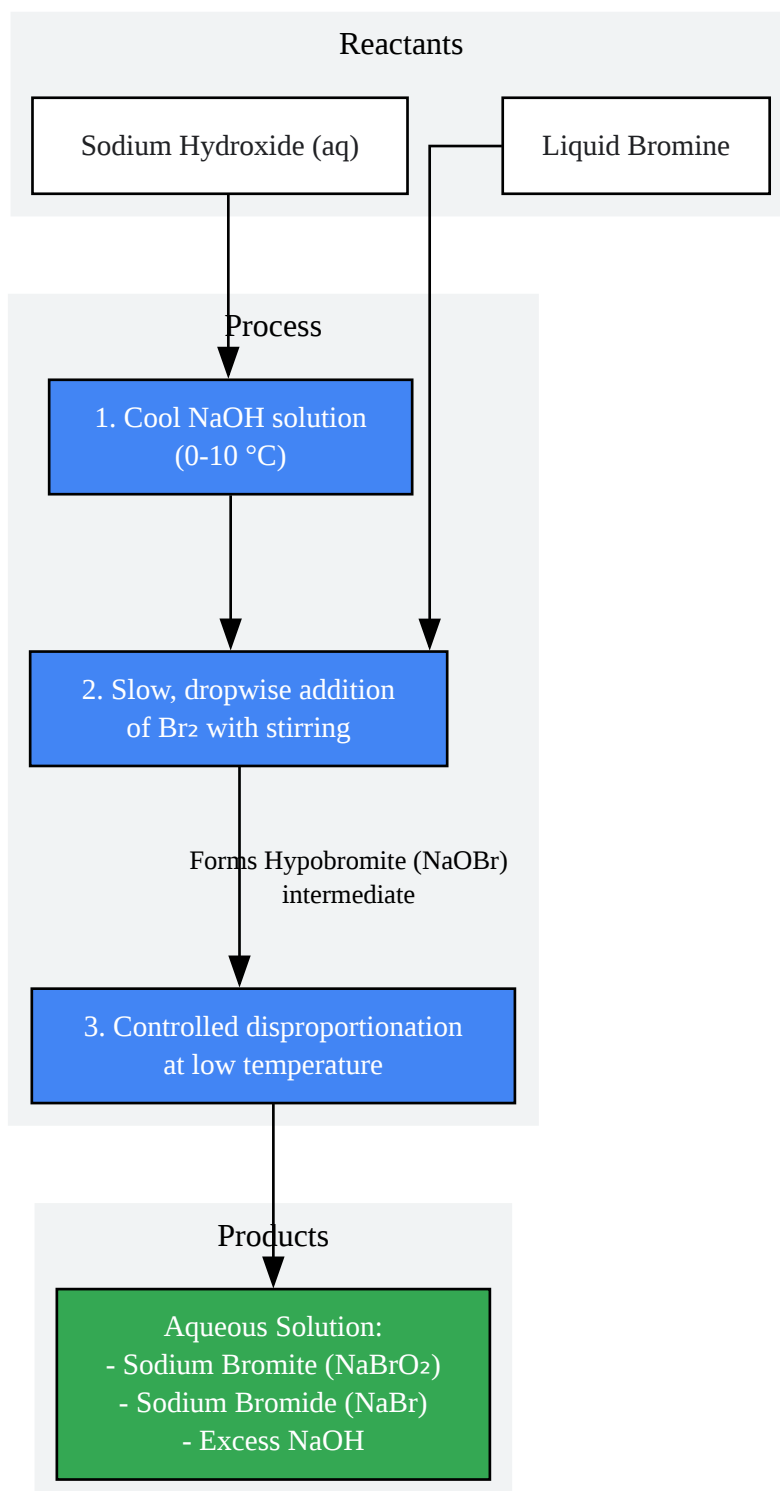 Reactants
Sodium Hydroxide (aq)
Liquid Bromine
Process
1. Cool NaOH solution
(0-10 °C)
2. Slow, dropwise addition
of Br₂ with stirring
Forms Hypobromite (NaOBr)
intermediate
3. Controlled disproportionation
at low temperature
Products
Aqueous Solution:
- Sodium Bromite (NaBrO₂)
- Sodium Bromide (NaBr)
- Excess NaOH